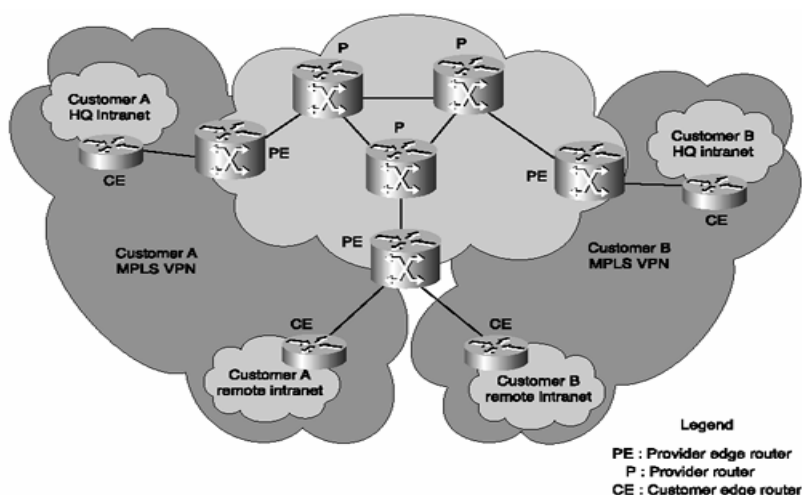 P
P
Customer A
HQ Intranet
P
Customer B
HQ intranet
PE
CE
PE
CE
PE
Customer A
MPLS VPN
Customer B
MPLS VPN
CE
CE
Customer A
remote intranet
Customer B
remote Intranet
Legend
PE : Provider edge router
P : Provider router
CE : Customer edge router